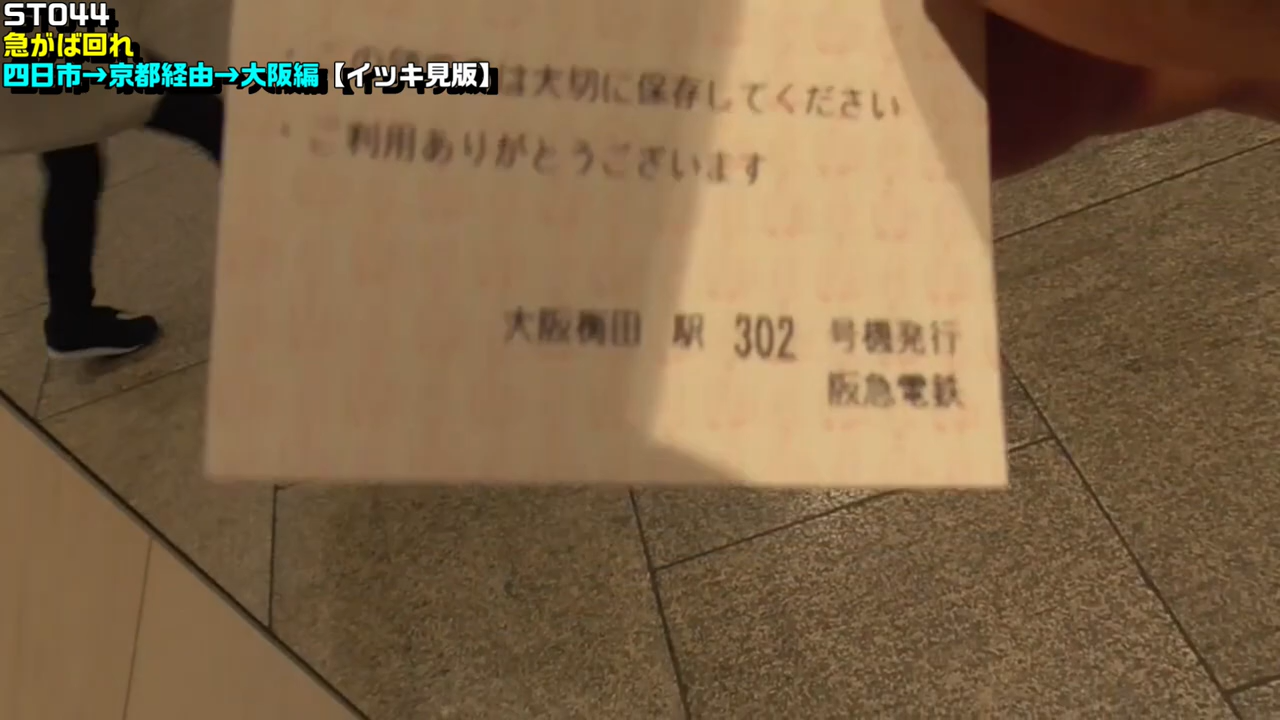 STO44
急がば回れ
四日市→京都経由→大阪編【イツキ見版】
は大切に保存してください
・ご利用ありがとうございます
大阪梅田 駅 302 号機発行
阪急電鉄